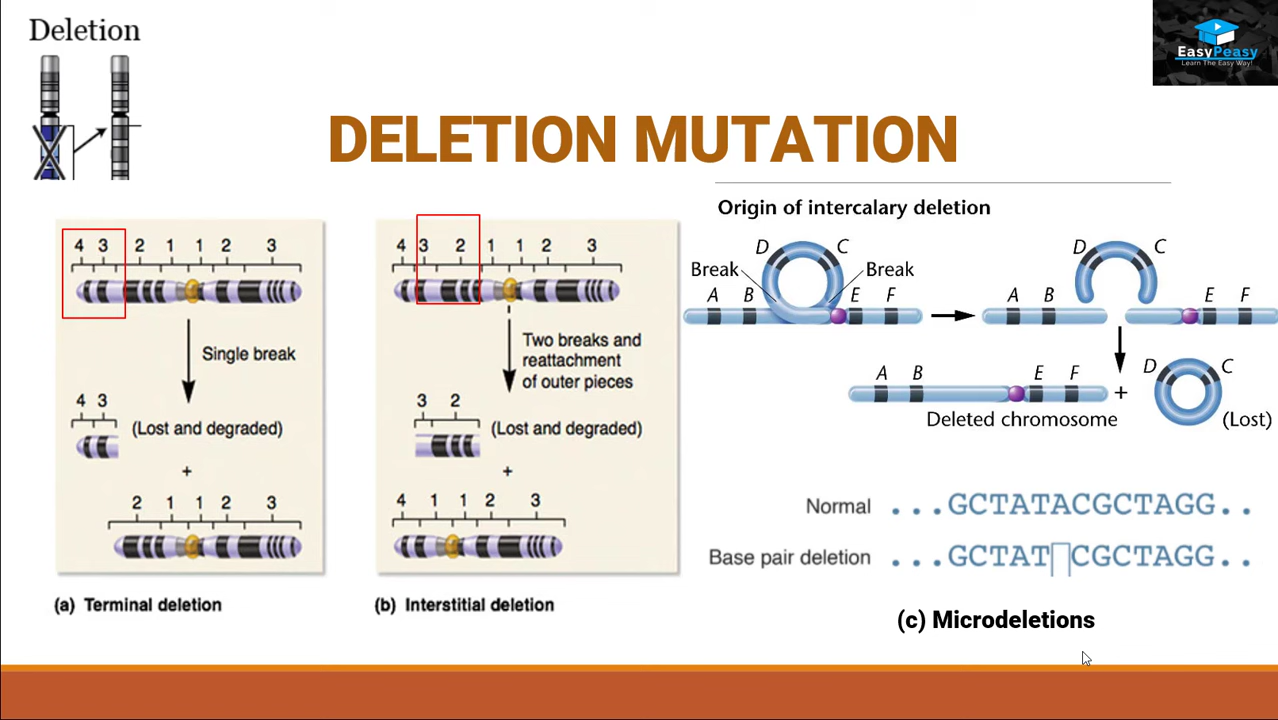 Deletion
EasyPeasy
Learn The Easy Way!
DELETION MUTATION
4 3 2 1 1 2 3
Single break
4 3
(Lost and degraded)
+
2 1 1 2 3
(a) Terminal deletion
4 3 2 1 1 2 3
Two breaks and
reattachment
of outer pieces
3 2
(Lost and degraded)
+
4 1 1 2 3
(b) Interstitial deletion
Origin of intercalary deletion
D C
Break Break
A B E F
D C
A B E F
A B E F + D C
Deleted chromosome (Lost)
Normal ...GCTATACGCTAGG..
Base pair deletion ...GCTAT CGCTAGG..
(c) Microdeletions